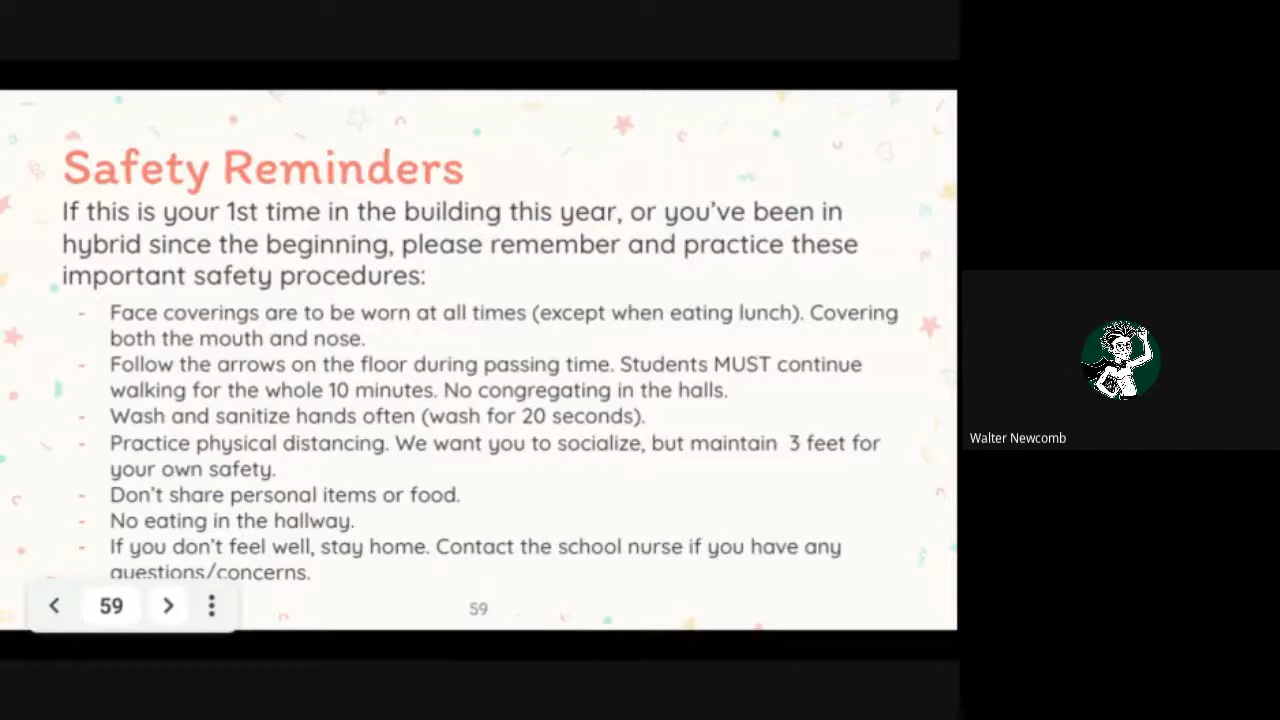 Safety Reminders
If this is your 1st time in the building this year, or you've been in
hybrid since the beginning, please remember and practice these
important safety procedures:
- Face coverings are to be worn at all times (except when eating lunch). Covering
both the mouth and nose.
- Follow the arrows on the floor during passing time. Students MUST continue
walking for the whole 10 minutes. No congregating in the halls.
- Wash and sanitize hands often (wash for 20 seconds).
- Practice physical distancing. We want you to socialize, but maintain  3 feet for
your own safety.
- Don't share personal items or food.
- No eating in the hallway.
- If you don't feel well, stay home. Contact the school nurse if you have any
questions/concerns.
59
59
Walter Newcomb